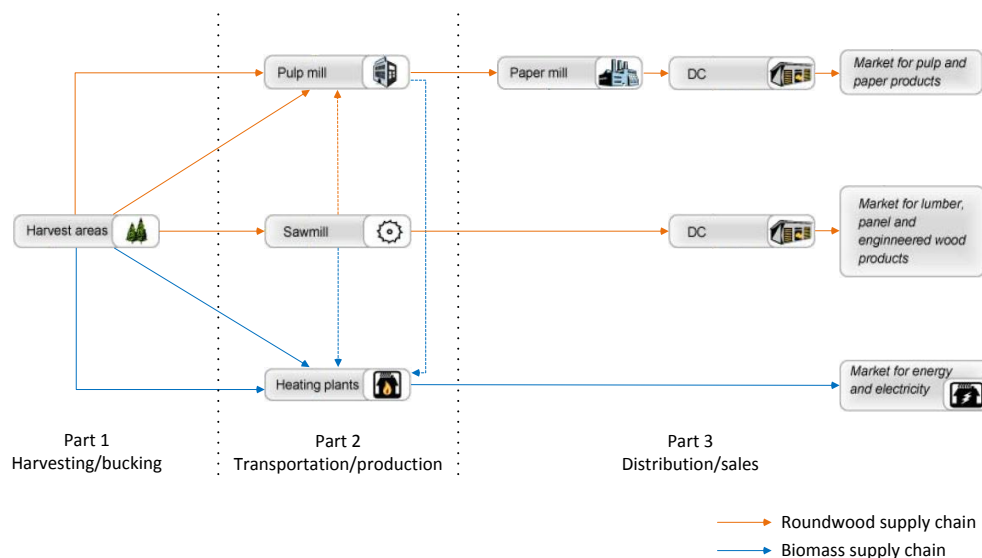 Pulp mill
Paper mill
DC
Market for pulp and
paper products
Harvest areas
Sawmill
DC
Market for lumber,
panel and
enginneered wood
products
Heating plants
Market for energy
and electricity
Part 1
Harvesting/bucking
Part 2
Transportation/production
Part 3
Distribution/sales
Roundwood supply chain
Biomass supply chain